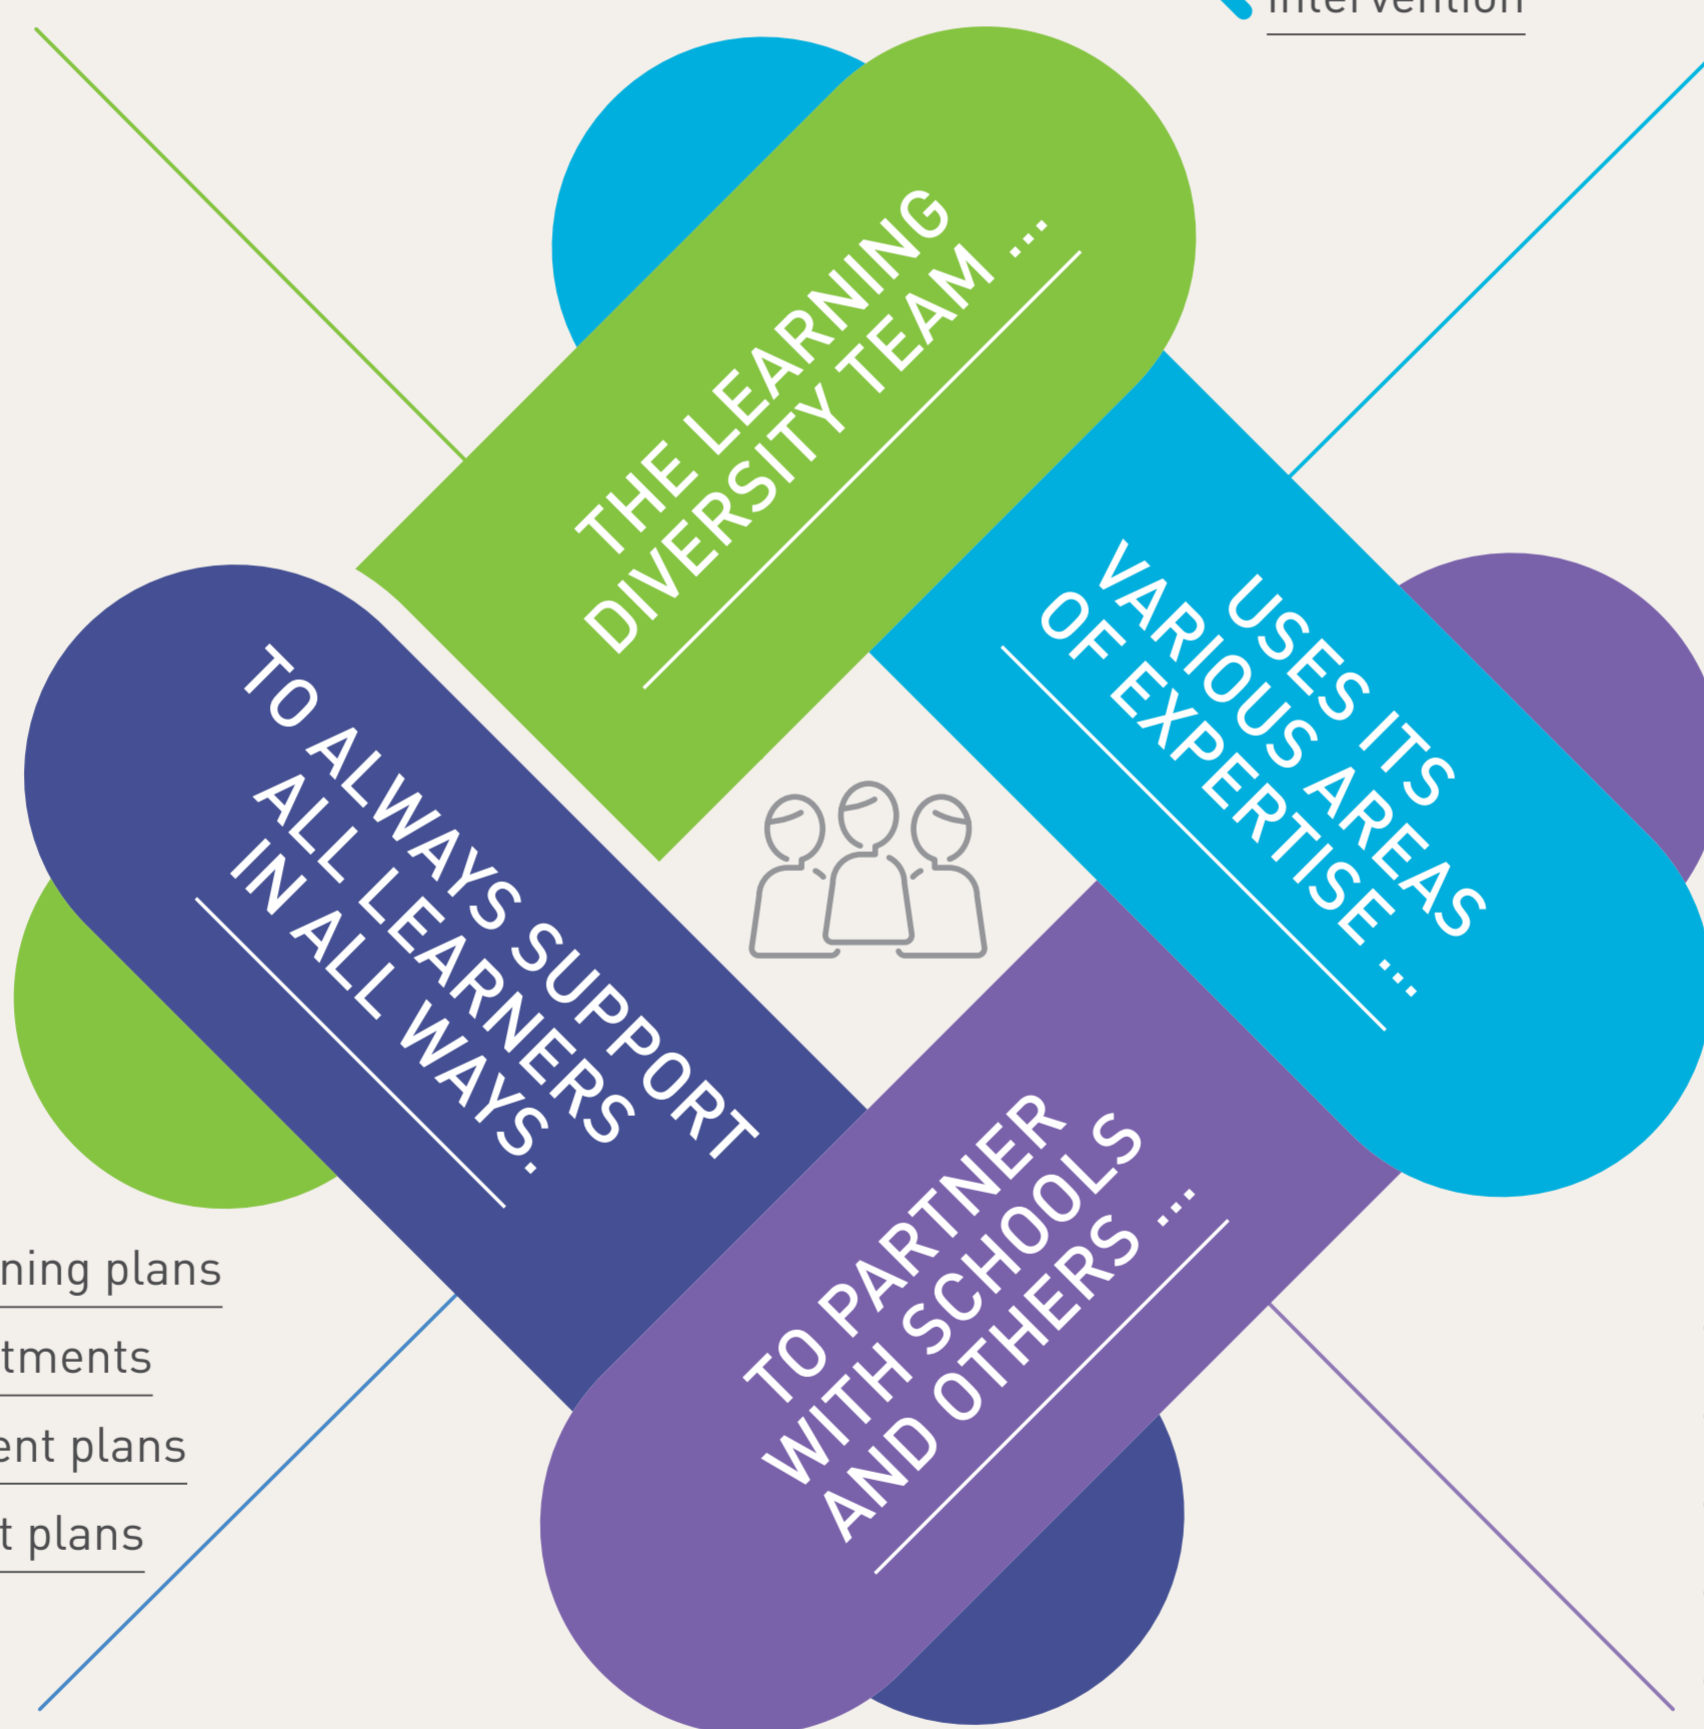 intervention
THE LEARNING
DIVERSITY TEAM ...
USES ITS
VARIOUS AREAS
OF EXPERTISE ...
TO PARTNER
WITH SCHOOLS
AND OTHERS ...
TO ALWAYS SUPPORT
ALL LEARNERS
IN ALL WAYS.
ning plans
tments
ent plans
t plans